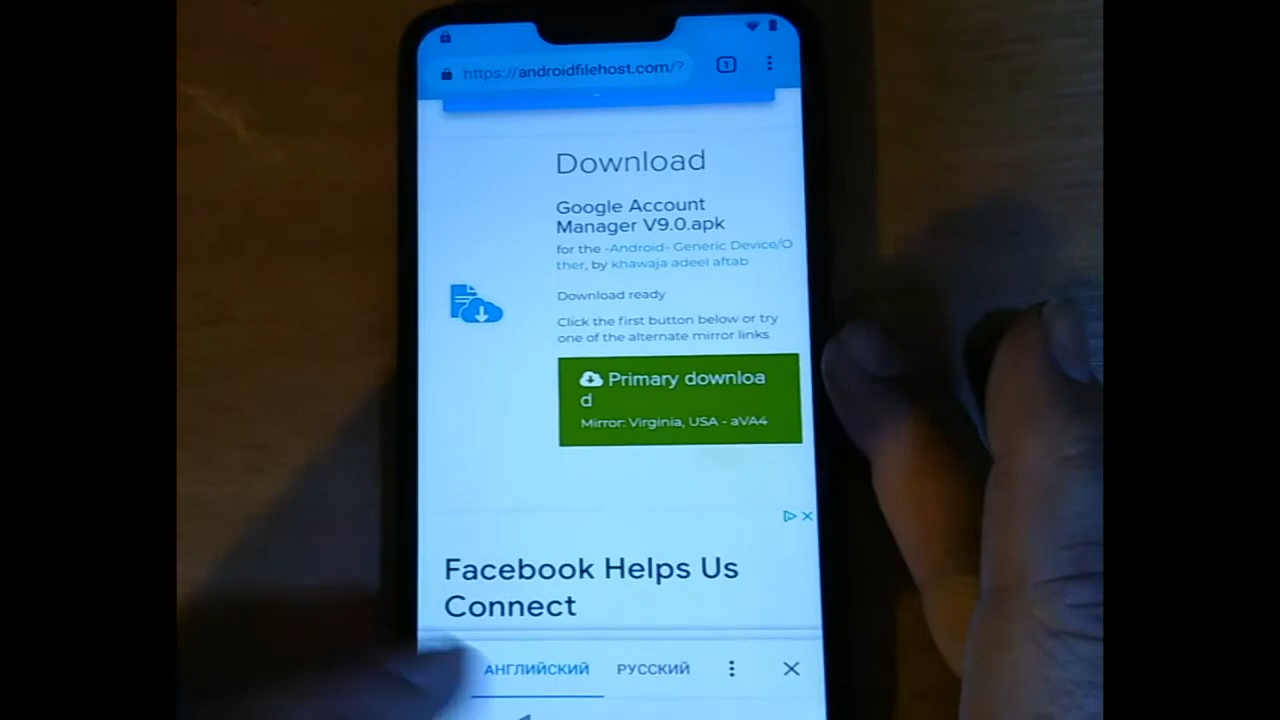 https://androidfilehost.com/?
1
Download
Google Account
Manager V9.0.apk
for the -Android- Generic Device/O
ther, by khawaja adeel aftab
Download ready
Click the first button below or try
one of the alternate mirror links.
Primary downloa
d
Mirror: Virginia, USA - aVA4
Facebook Helps Us
Connect
АНГЛИЙСКИЙ РУССКИЙ